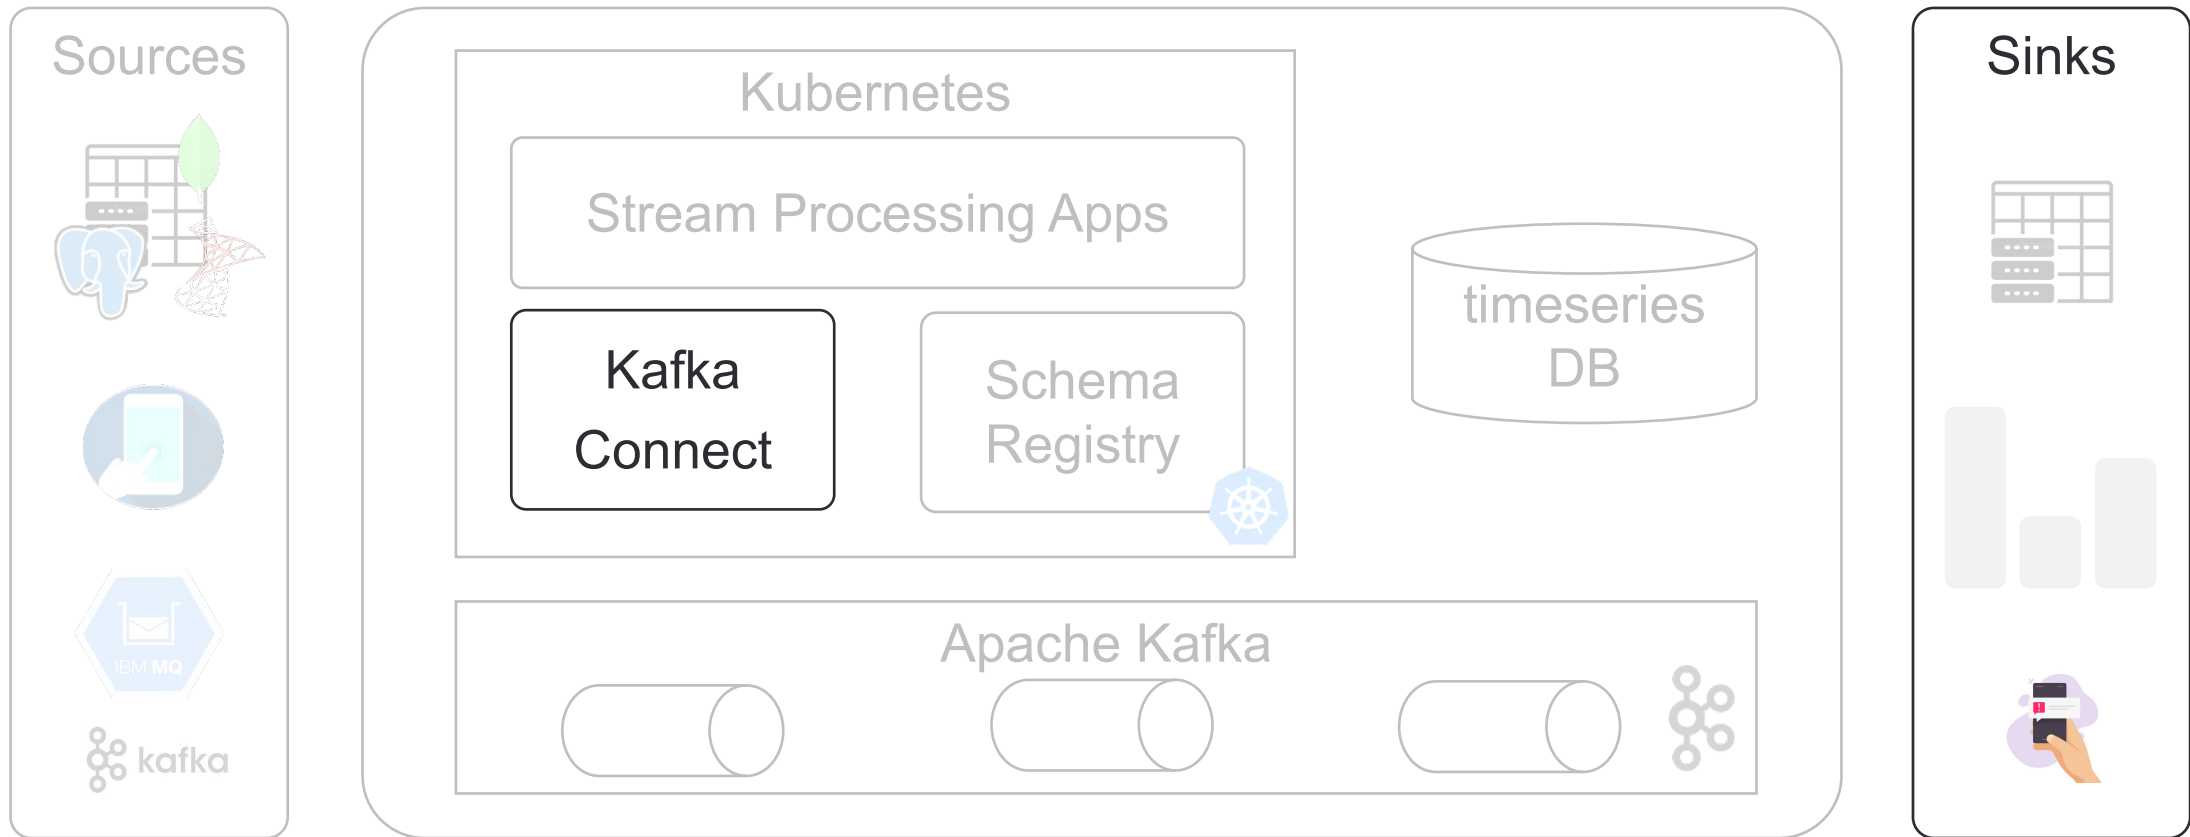 Sources
IBM MQ
kafka
Kubernetes
Stream Processing Apps
Kafka
Connect
Schema
Registry
timeseries
DB
Apache Kafka
Sinks
!